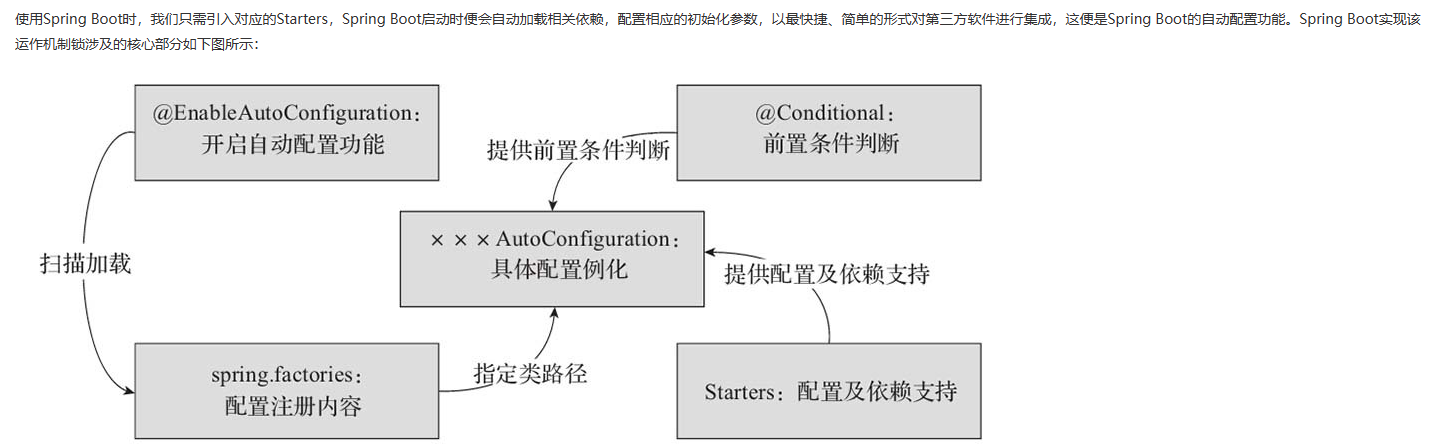 使用Spring Boot时，我们只需引入对应的Starters，Spring Boot启动时便会自动加载相关依赖，配置相应的初始化参数，以最快捷、简单的形式对第三方软件进行集成，这便是Spring Boot的自动配置功能。Spring Boot实现该
运作机制锁涉及的核心部分如下图所示：
@EnableAutoConfiguration：
开启自动配置功能
@Conditional：
前置条件判断
提供前置条件判断
×××AutoConfiguration：
具体配置例化
扫描加载
提供配置及依赖支持
spring.factories：
配置注册内容
指定类路径
Starters：配置及依赖支持